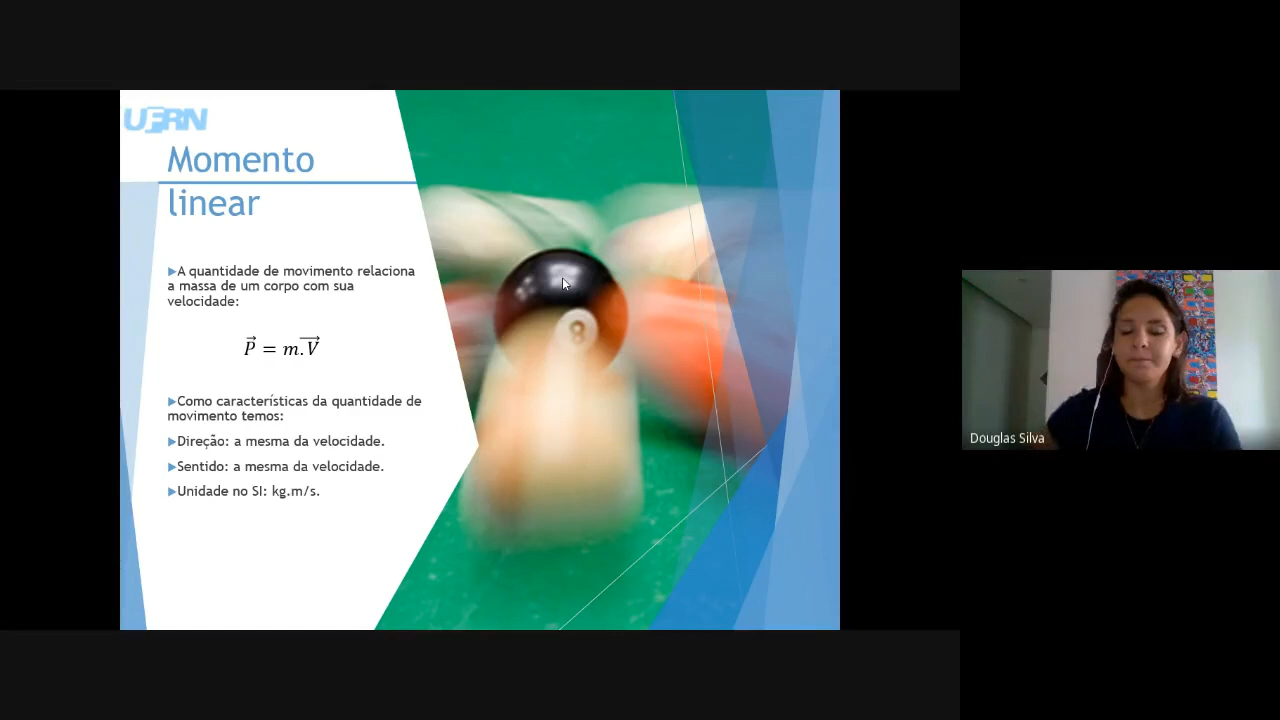 UFRN
Momento
linear
▶A quantidade de movimento relaciona
a massa de um corpo com sua
velocidade:
P⃗ = m.V⃗
▶Como características da quantidade de
movimento temos:
▶Direção: a mesma da velocidade.
▶Sentido: a mesma da velocidade.
▶Unidade no SI: kg.m/s.
8
Douglas Silva